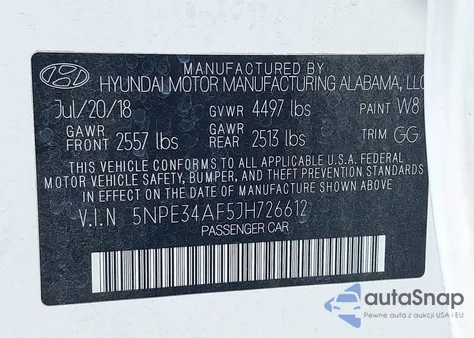 MANUFACTURED BY
HYUNDAI MOTOR MANUFACTURING ALABAMA, LLC
Jul/20/18 GVWR 4497 lbs PAINT W8
GAWR FRONT 2557 lbs GAWR REAR 2513 lbs TRIM GG
THIS VEHICLE CONFORMS TO ALL APPLICABLE U.S.A. FEDERAL
MOTOR VEHICLE SAFETY, BUMPER, AND THEFT PREVENTION STANDARDS
IN EFFECT ON THE DATE OF MANUFACTURE SHOWN ABOVE
V.I.N 5NPE34AF5JH726612
PASSENGER CAR
autaSnap
Pewne auta z aukcji USA i EU